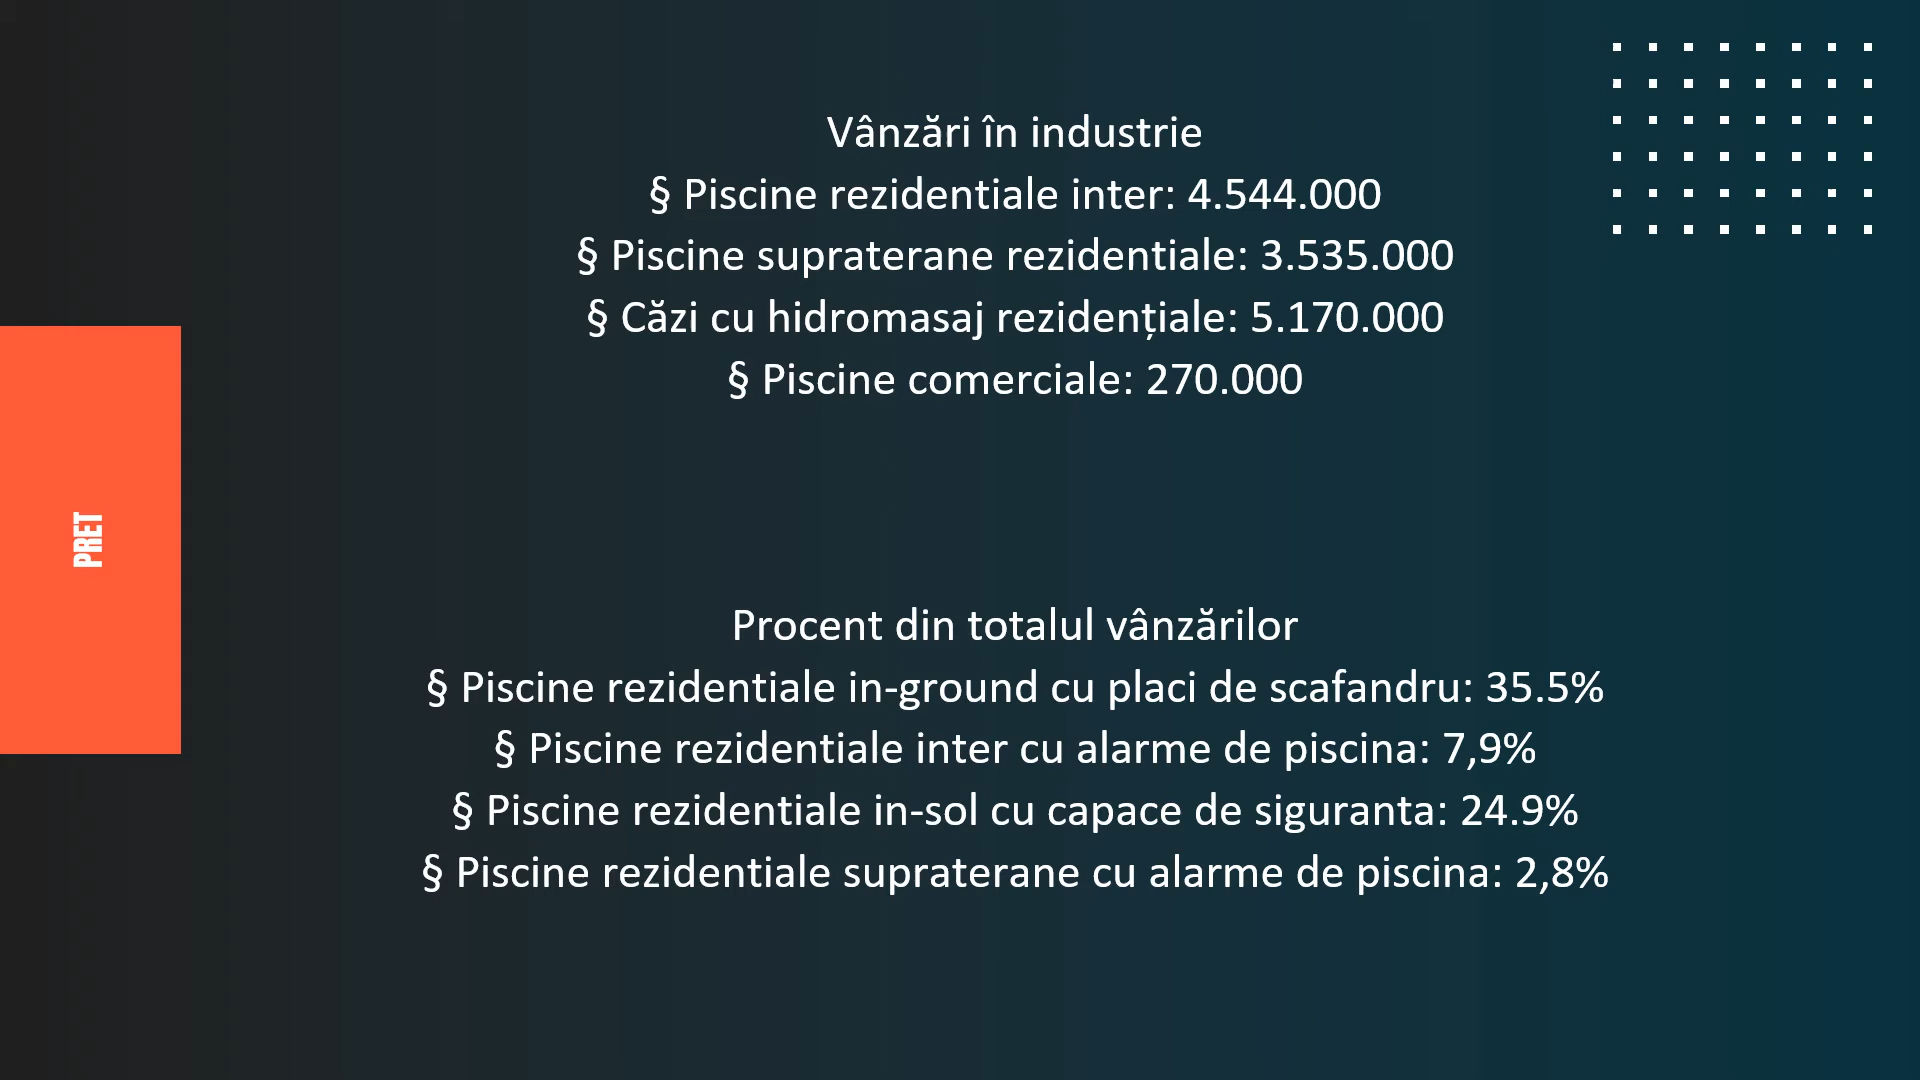 Vânzări în industrie
§ Piscine rezidentiale inter: 4.544.000
§ Piscine supraterane rezidentiale: 3.535.000
§ Căzi cu hidromasaj rezidențiale: 5.170.000
§ Piscine comerciale: 270.000
PRET
Procent din totalul vânzărilor
§ Piscine rezidentiale in-ground cu placi de scafandru: 35.5%
§ Piscine rezidentiale inter cu alarme de piscina: 7,9%
§ Piscine rezidentiale in-sol cu capace de siguranta: 24.9%
§ Piscine rezidentiale supraterane cu alarme de piscina: 2,8%